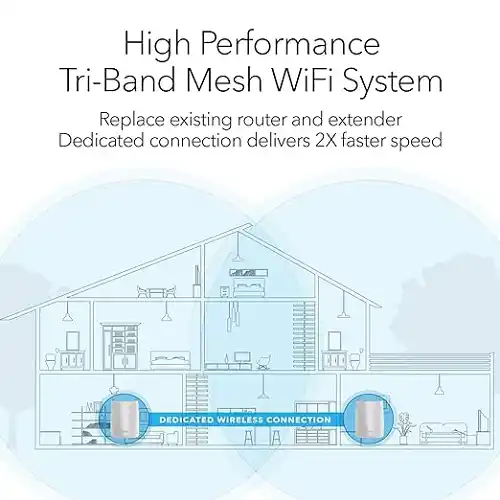 High Performance
Tri-Band Mesh WiFi System
Replace existing router and extender
Dedicated connection delivers 2X faster speed
DEDICATED WIRELESS CONNECTION